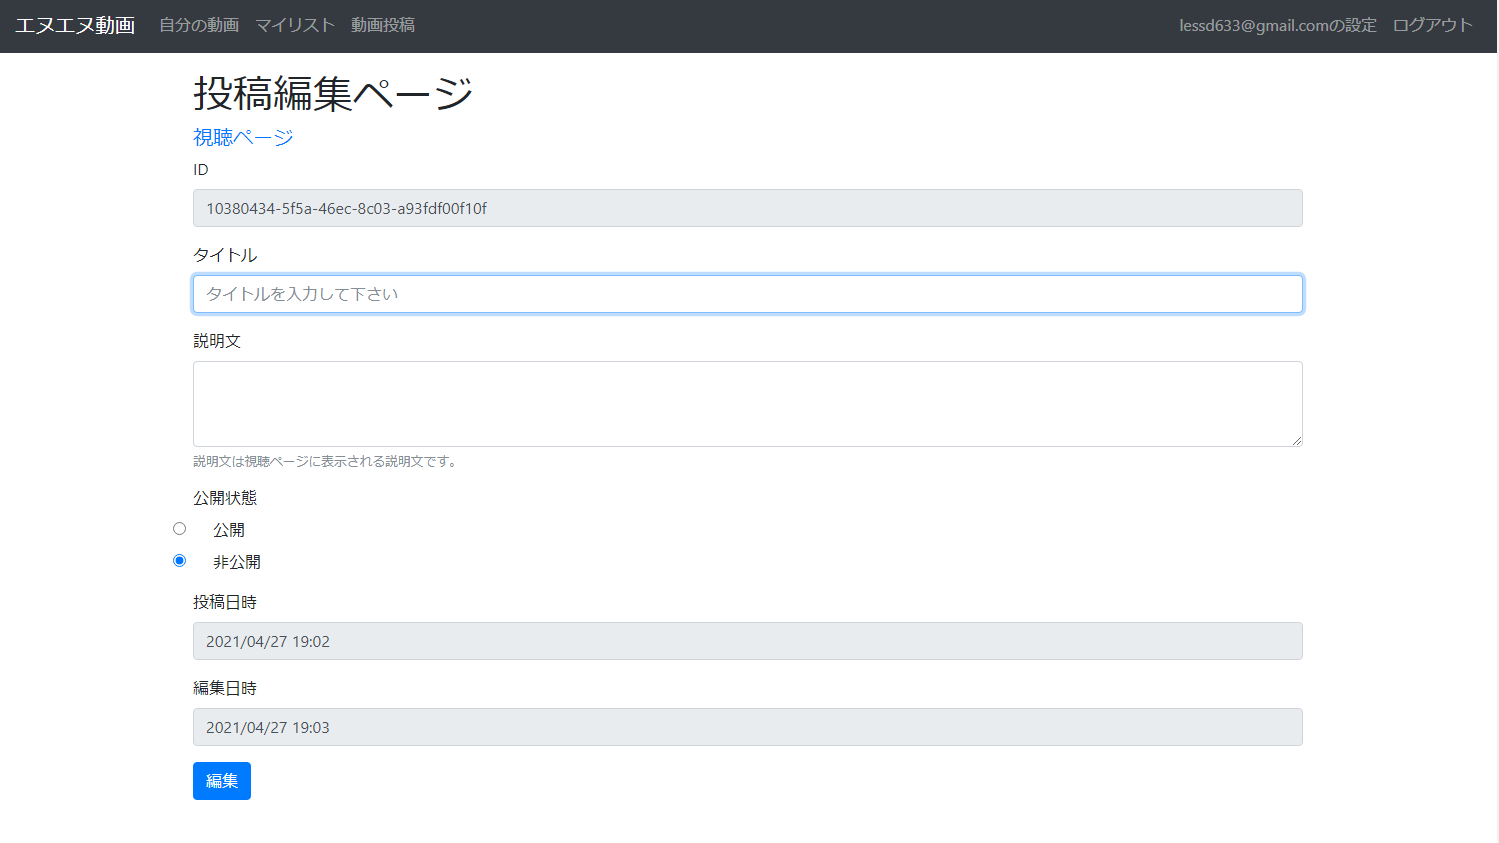 エヌエヌ動画 自分の動画 マイリスト 動画投稿 lessd633@gmail.comの設定 ログアウト
投稿編集ページ
視聴ページ
ID
10380434-5f5a-46ec-8c03-a93fdf00f10f
タイトル
タイトルを入力して下さい
説明文
説明文は視聴ページに表示される説明文です。
公開状態
公開
非公開
投稿日時
2021/04/27 19:02
編集日時
2021/04/27 19:03
編集